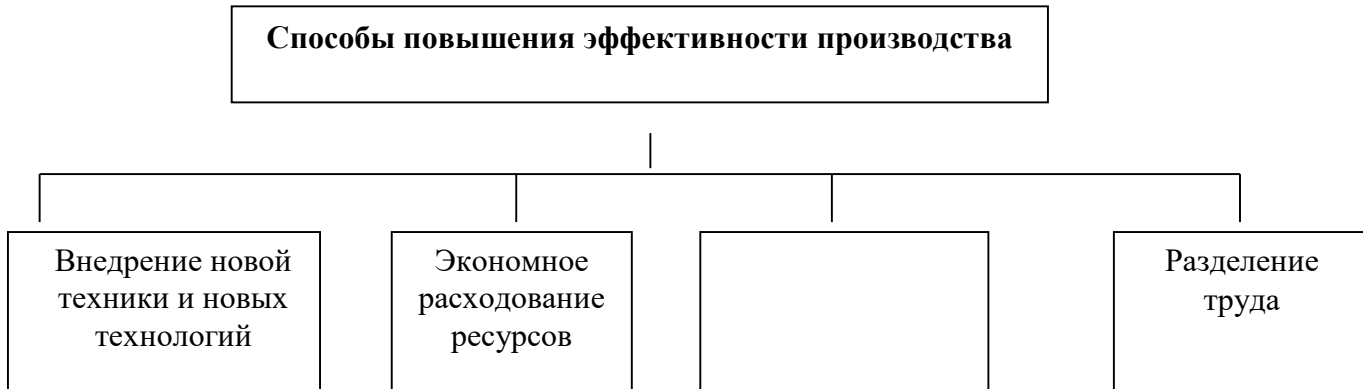 Способы повышения эффективности производства
Внедрение новой
техники и новых
технологий
Экономное
расходование
ресурсов
Разделение
труда